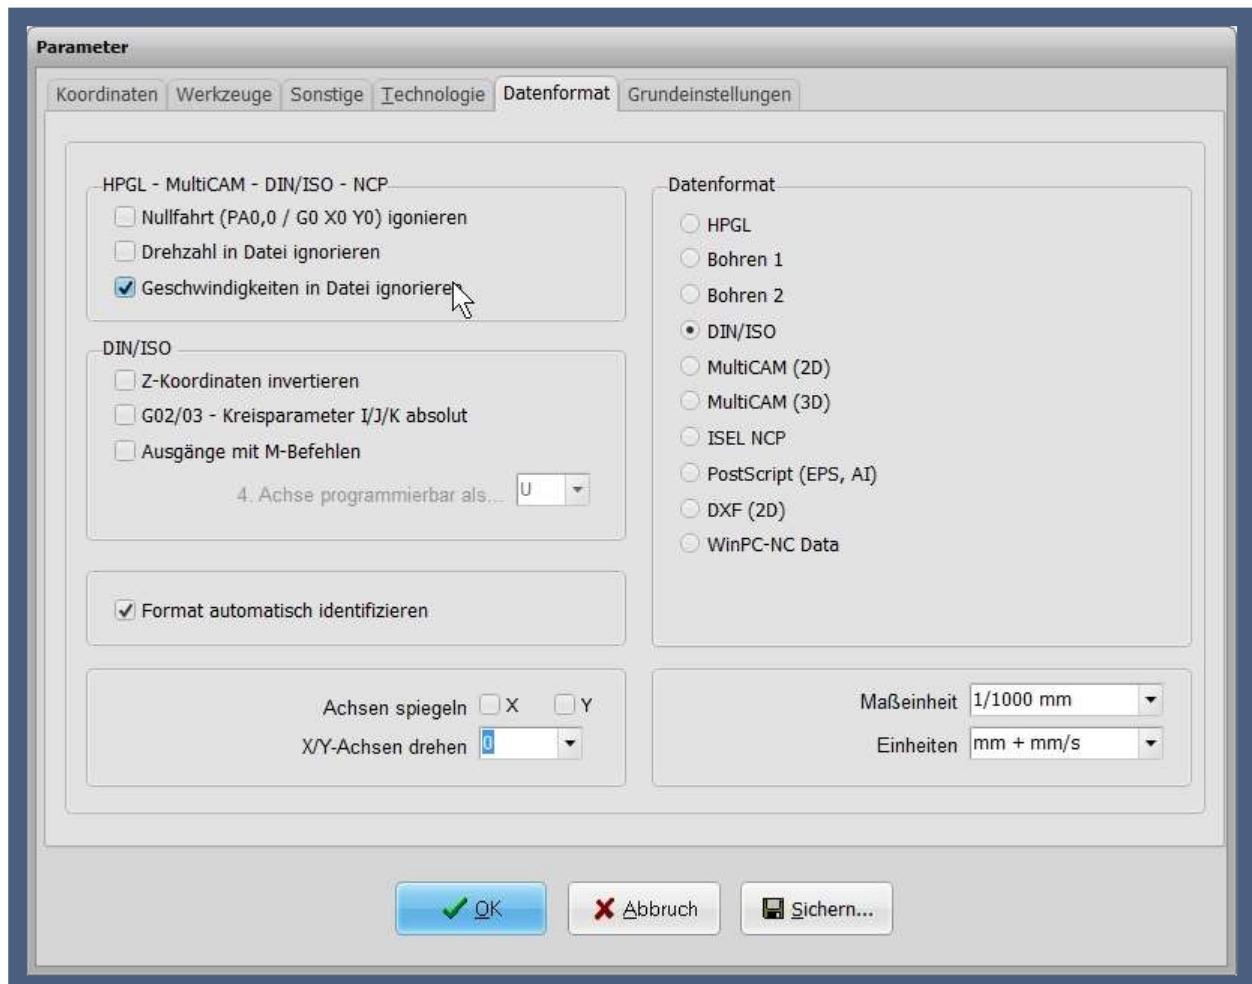 Parameter
Koordinaten Werkzeuge Sonstige Technologie Datenformat Grundeinstellungen
HPGL - MultiCAM - DIN/ISO - NCP
Nullfahrt (PA0,0 / G0 X0 Y0) igonieren
Drehzahl in Datei ignorieren
Geschwindigkeiten in Datei ignorieren
DIN/ISO
Z-Koordinaten invertieren
G02/03 - Kreisparameter I/J/K absolut
Ausgänge mit M-Befehlen
4. Achse programmierbar als... U
Format automatisch identifizieren
Achsen spiegeln X Y
X/Y-Achsen drehen 0
Datenformat
HPGL
Bohren 1
Bohren 2
DIN/ISO
MultiCAM (2D)
MultiCAM (3D)
ISEL NCP
PostScript (EPS, AI)
DXF (2D)
WinPC-NC Data
Maßeinheit 1/1000 mm
Einheiten mm + mm/s
OK Abbruch Sichern...